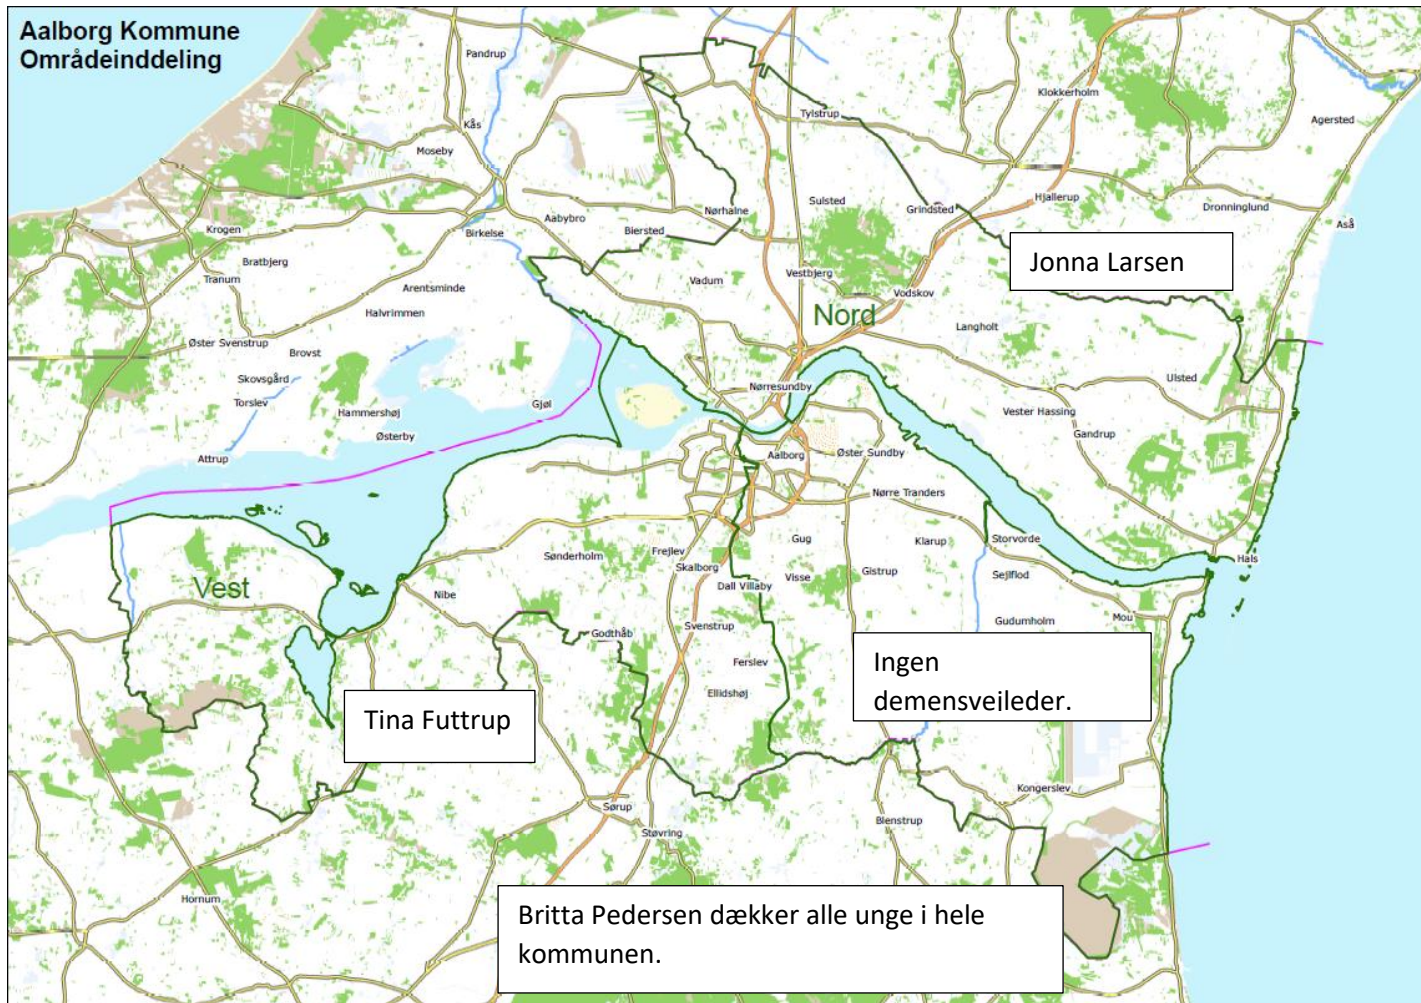 Aalborg Kommune
Områdeinddeling
Pandrup
Klokkerholm
Tylstrup
Agersted
Kås
Moseby
Sulsted
Hjallerup
Dronninglund
Nørhalne
Grindsted
Aabybro
Aså
Krogen
Birkelse
Biersted
Jonna Larsen
Bratbjerg
Tranum
Vestbjerg
Vadum
Arentsminde
Vodskov
Halvrimmen
Nord
Langholt
Øster Svenstrup
Brovst
Skovsgård
Ulsted
Nørresundby
Torslev
Gjøl
Hammershøj
Vester Hassing
Østerby
Gandrup
Aalborg
Øster Sundby
Attrup
Nørre Tranders
Gug
Klarup
Storvorde
Frejlev
Sønderholm
Hals
Skalborg
Gistrup
Visse
Sejlflod
Vest
Dall Villaby
Nibe
Mou
Gudumholm
Svenstrup
Godthåb
Ferslev
Ingen
demensvejleder.
Ellidshøj
Tina Futtrup
Kongerslev
Sørup
Blenstrup
Støvring
Hornum
Britta Pedersen dækker alle unge i hele
kommunen.